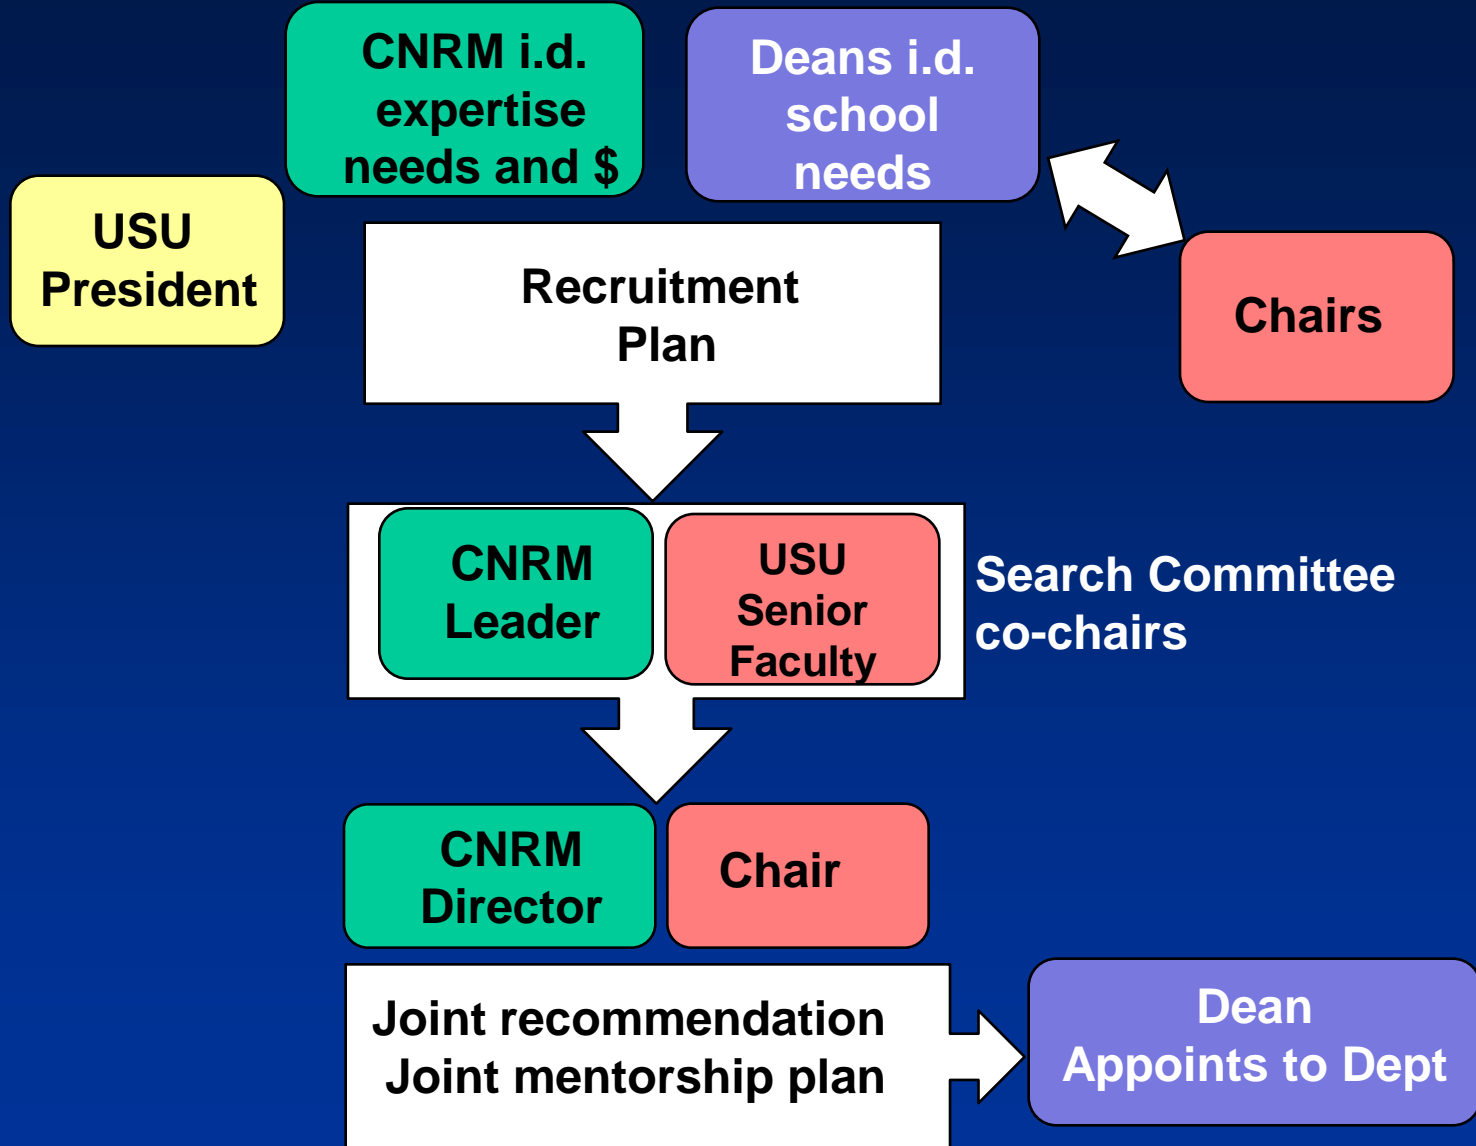 CNRM i.d.
expertise
needs and $
Deans i.d.
school
needs
USU
President
Recruitment
Plan
Chairs
CNRM
Leader
USU
Senior
Faculty
Search Committee
co-chairs
CNRM
Director
Chair
Joint recommendation
Joint mentorship plan
Dean
Appoints to Dept